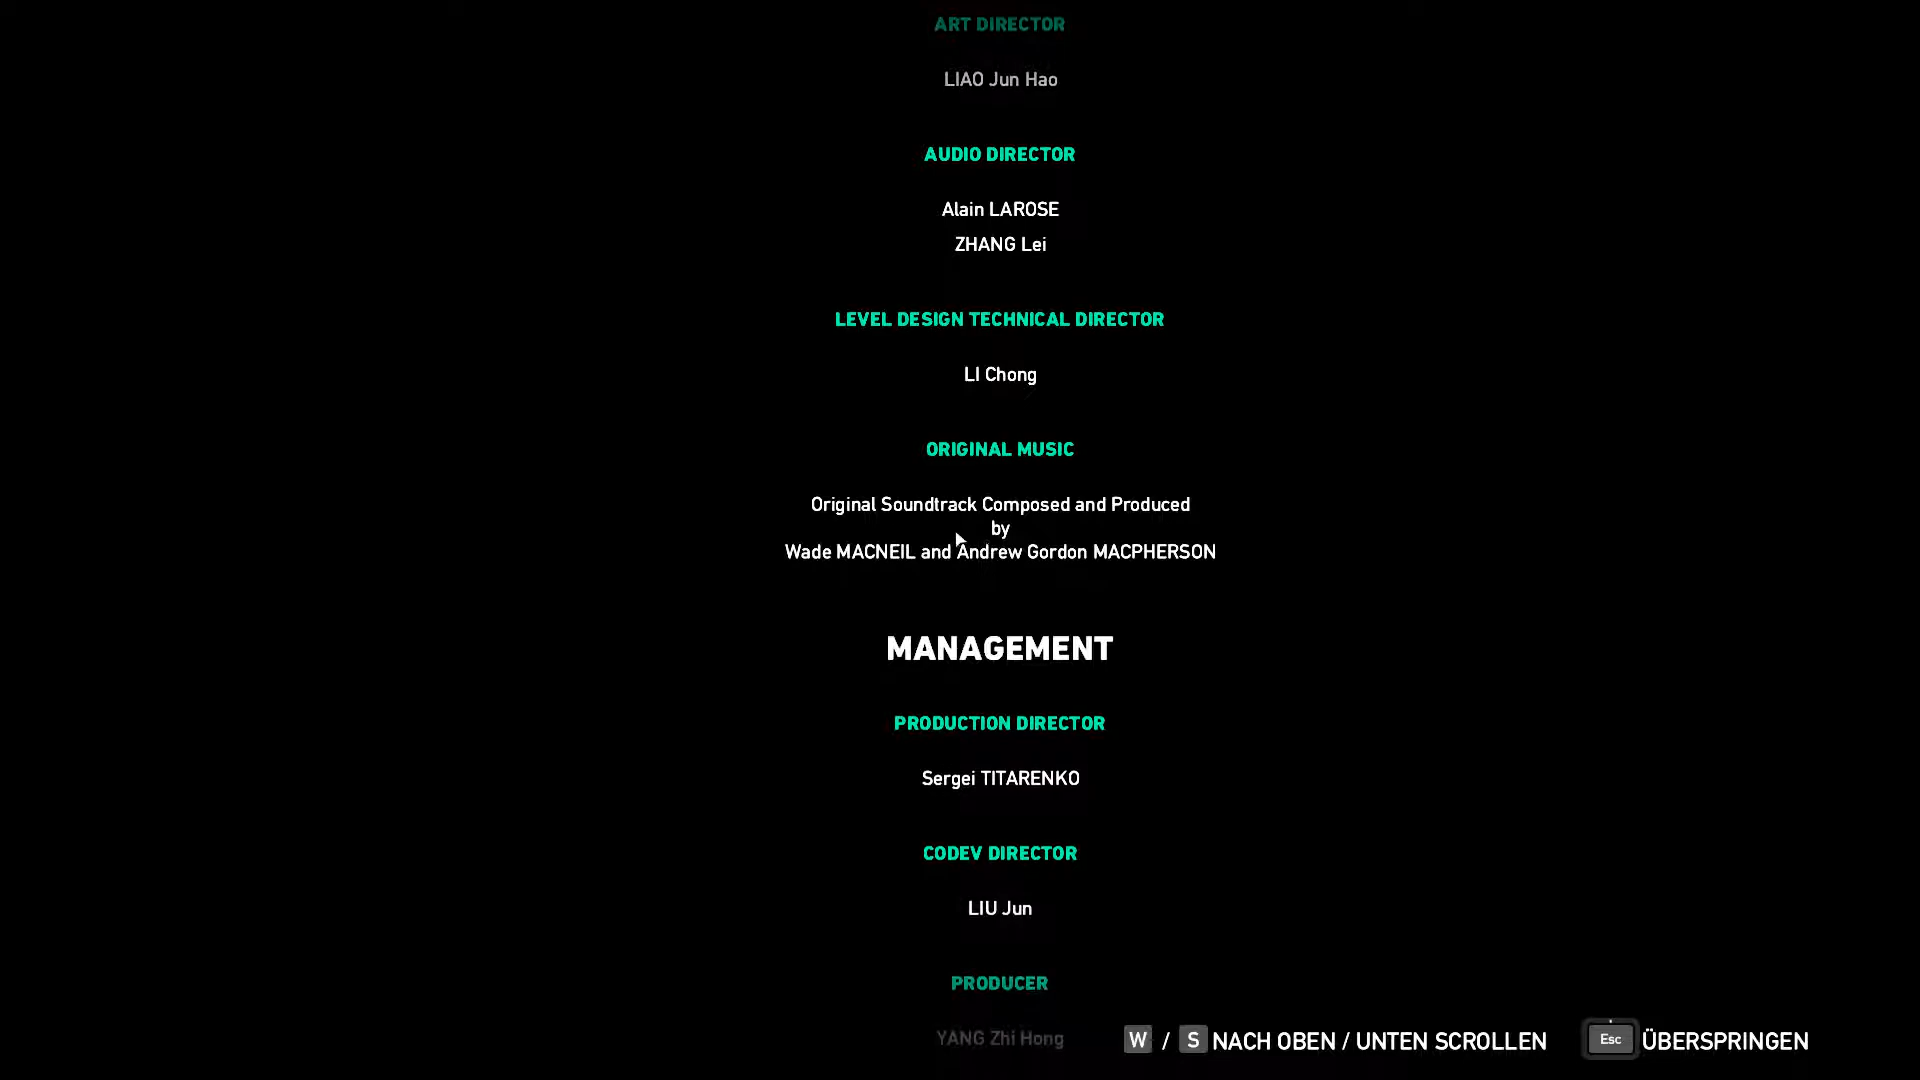 ART DIRECTOR
LIAO Jun Hao
AUDIO DIRECTOR
Alain LAROSE
ZHANG Lei
LEVEL DESIGN TECHNICAL DIRECTOR
LI Chong
ORIGINAL MUSIC
Original Soundtrack Composed and Produced
by
Wade MACNEIL and Andrew Gordon MACPHERSON
MANAGEMENT
PRODUCTION DIRECTOR
Sergei TITARENKO
CODEV DIRECTOR
LIU Jun
PRODUCER
YANG Zhi Hong
W / S NACH OBEN / UNTEN SCROLLEN Esc ÜBERSPRINGEN